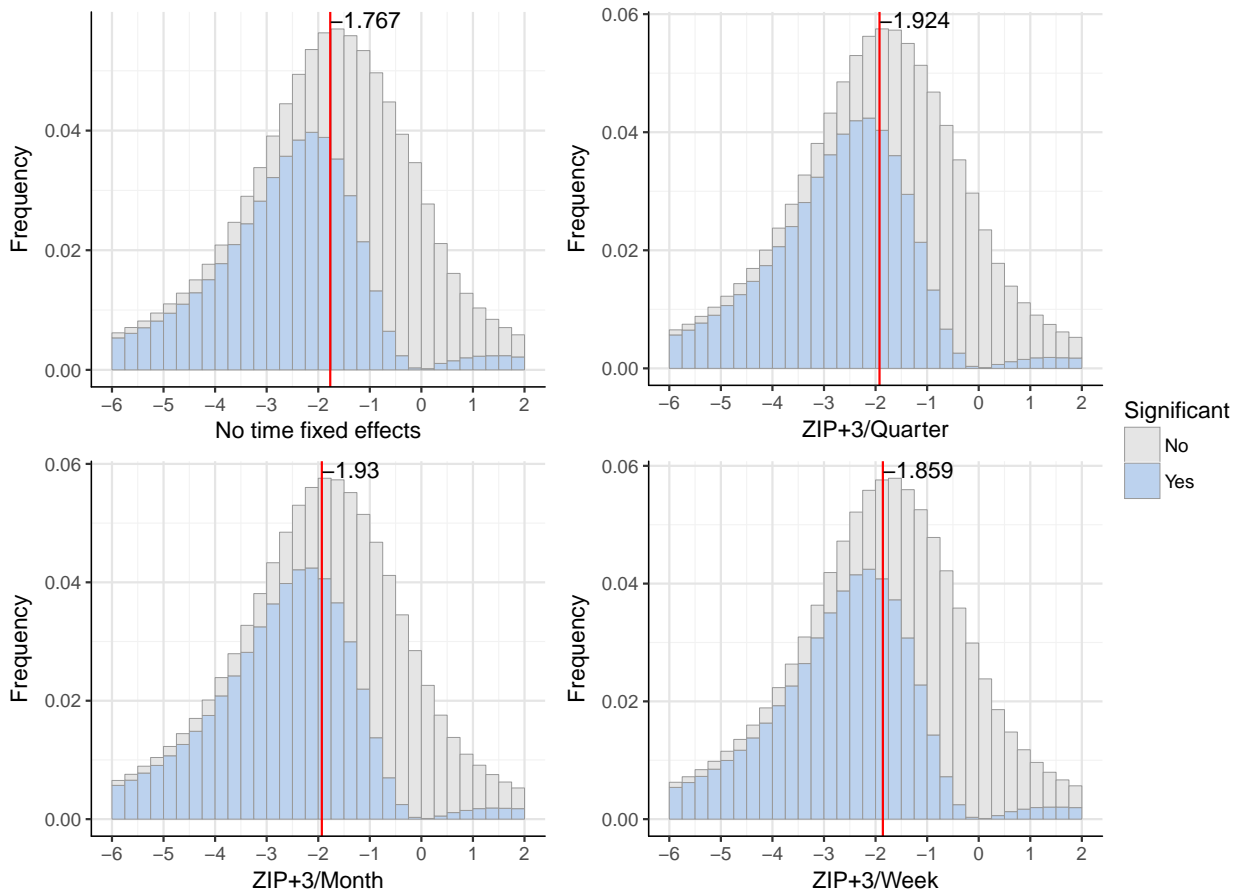 −1.767
Frequency
0.04
0.02
0.00
−6 −5 −4 −3 −2 −1 0 1 2
No time fixed effects
−1.924
Frequency
0.06
0.04
0.02
0.00
−6 −5 −4 −3 −2 −1 0 1 2
ZIP+3/Quarter
Significant
No
Yes
−1.93
Frequency
0.06
0.04
0.02
0.00
−6 −5 −4 −3 −2 −1 0 1 2
ZIP+3/Month
−1.859
Frequency
0.06
0.04
0.02
0.00
−6 −5 −4 −3 −2 −1 0 1 2
ZIP+3/Week